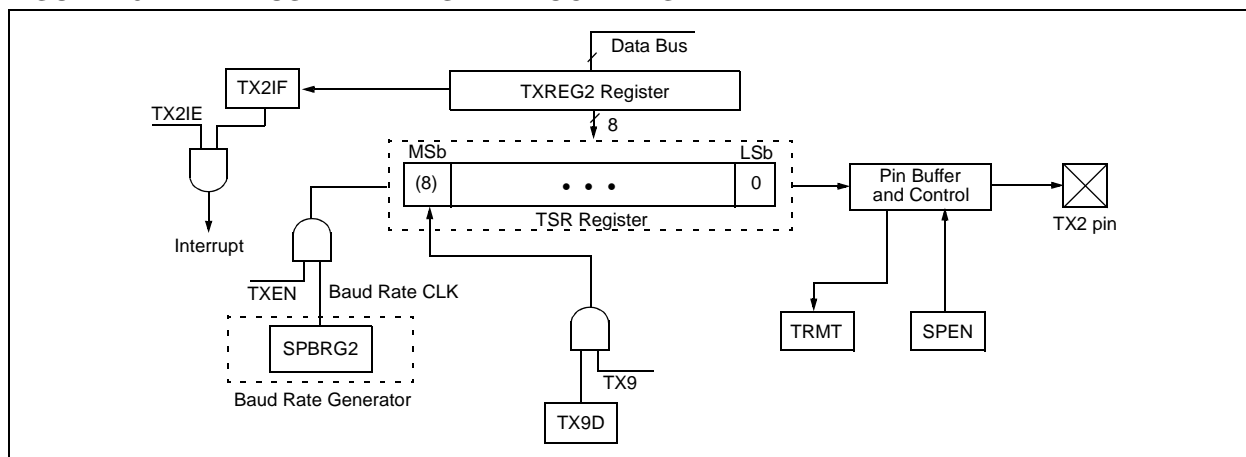 Data Bus
TXREG2 Register
TX2IF
TX2IE
8
MSb
LSb
(8)
• • •
0
TSR Register
Pin Buffer
and Control
TX2 pin
Interrupt
TXEN
Baud Rate CLK
SPBRG2
Baud Rate Generator
TX9
TX9D
TRMT
SPEN